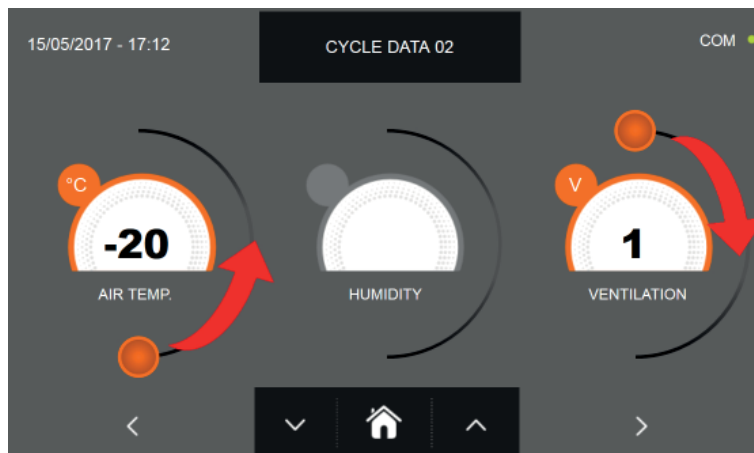 15/05/2017 - 17:12
CYCLE DATA 02
COM
°C
-20
AIR TEMP.
HUMIDITY
V
1
VENTILATION